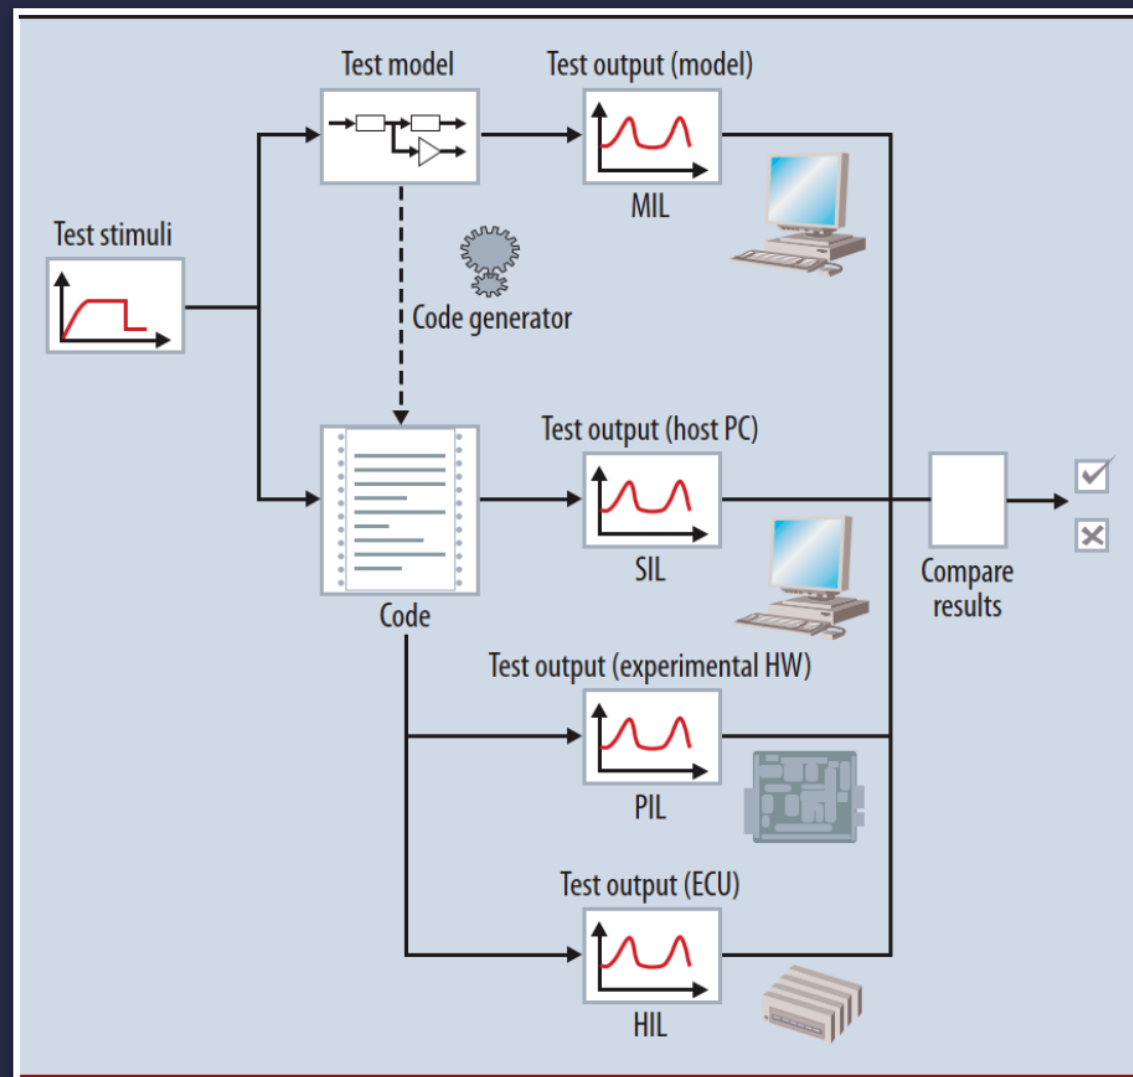 Test model
Test output (model)
MIL
Test stimuli
Code generator
Test output (host PC)
SIL
Code
Compare
results
Test output (experimental HW)
PIL
Test output (ECU)
HIL